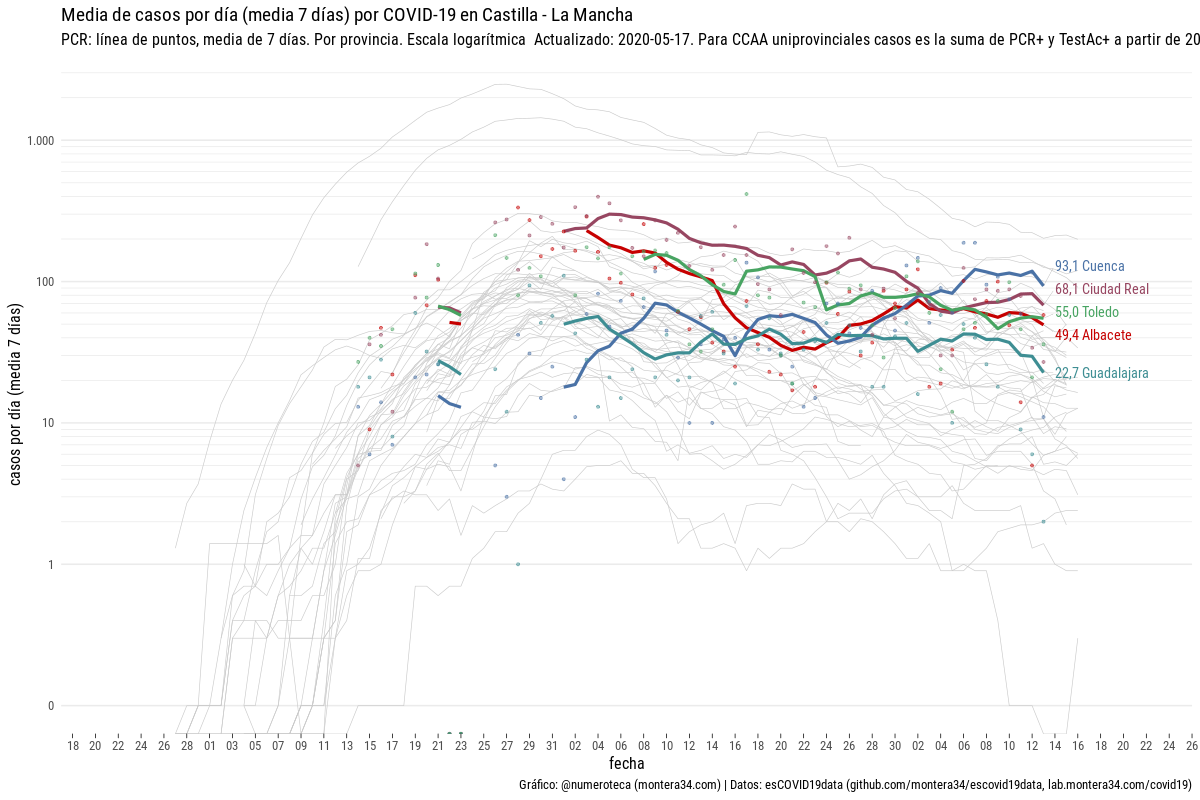 Media de casos por día (media 7 días) por COVID-19 en Castilla - La Mancha
PCR: línea de puntos, media de 7 días. Por provincia. Escala logarítmica  Actualizado: 2020-05-17. Para CCAA uniprovinciales casos es la suma de PCR+ y TestAc+ a partir de 20
casos por día (media 7 días)
1.000
100
10
1
0
93,1 Cuenca
68,1 Ciudad Real
55,0 Toledo
49,4 Albacete
22,7 Guadalajara
18 20 22 24 26 28 01 03 05 07 09 11 13 15 17 19 21 23 25 27 29 31 02 04 06 08 10 12 14 16 18 20 22 24 26 28 30 02 04 06 08 10 12 14 16 18 20 22 24 26
fecha
Gráfico: @numeroteca (montera34.com) | Datos: esCOVID19data (github.com/montera34/escovid19data, lab.montera34.com/covid19)